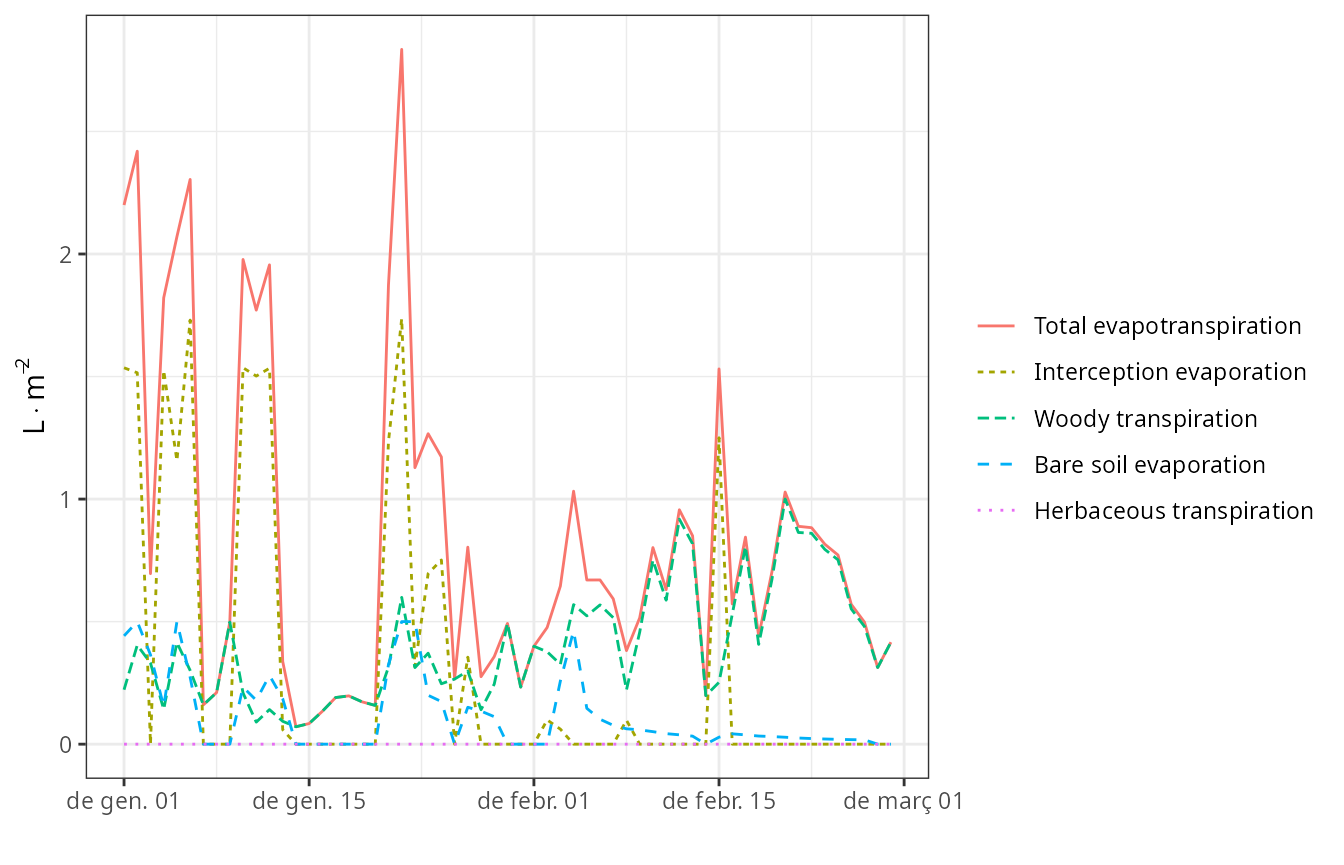 L · m⁻²
2
1
0
de gen. 01 de gen. 15 de febr. 01 de febr. 15 de març 01
Total evapotranspiration
Interception evaporation
Woody transpiration
Bare soil evaporation
Herbaceous transpiration